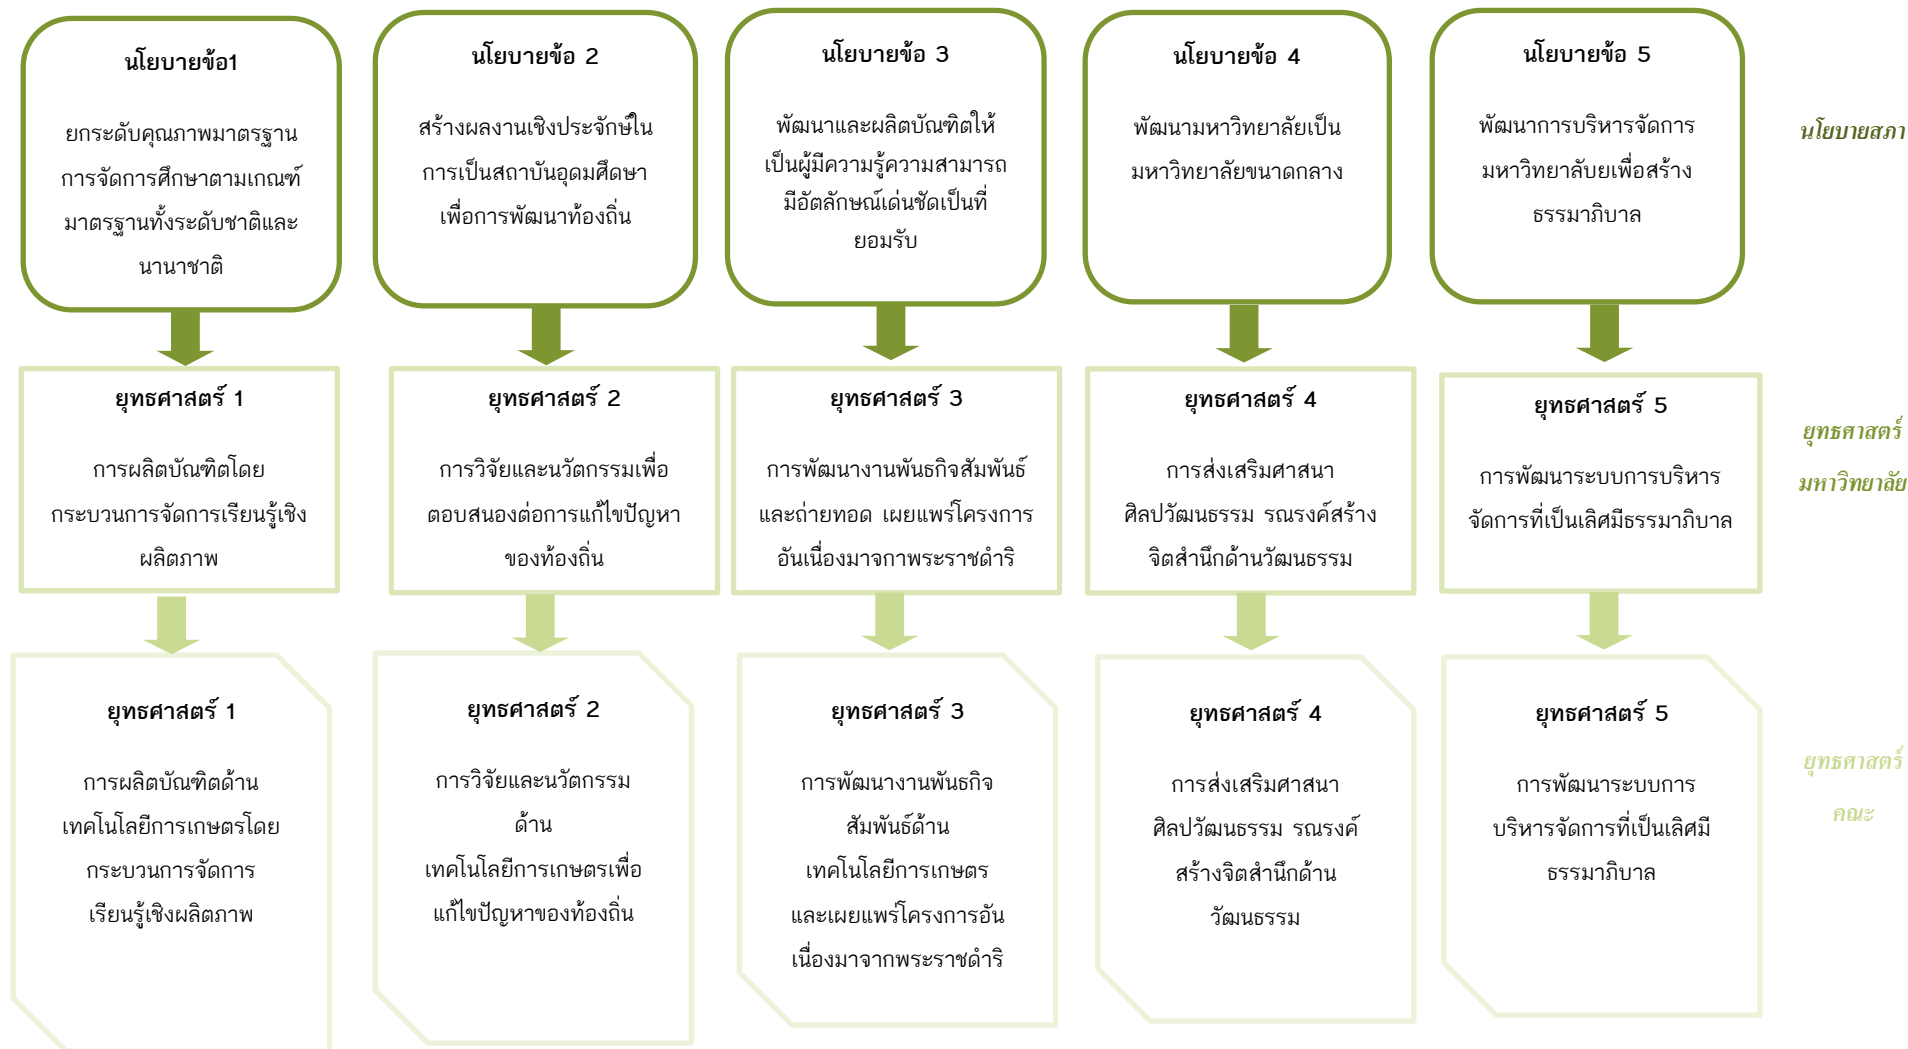 นโยบายข้อ1
ยกระดับคุณภาพมาตรฐาน
การจัดการศึกษาตามเกณฑ์
มาตรฐานทั้งระดับชาติและ
นานาชาติ
นโยบายข้อ 2
สร้างผลงานเชิงประจักษ์ใน
การเป็นสถาบันอุดมศึดษา
เพื่อการพัฒนาท้องถิ่น
นโยบายข้อ 3
พัฒนาและผลิตบัณฑิตให้
เป็นผู้มีความรู้ความสามารถ
มีอัตลักษณ์เด่นชัดเป็นที่
ยอมรับ
นโยบายข้อ 4
พัฒนามหาวิทยาลัยเป็น
มหาวิทยาลัยขนาดกลาง
นโยบายข้อ 5
พัฒนาการบริหารจัดการ
มหาวิทยาลับยเพื่อสร้าง
ธรรมาภิบาล
นโยบายสภา
ยุทธศาสตร์ 1
การผลิตบัณฑิตโดย
กระบวนการจัดการเรียนรู้เชิง
ผลิตภาพ
ยุทธศาสตร์ 2
การวิจัยและนวัตกรรมเพื่อ
ตอบสนองต่อการแก้ไขปัญหา
ของท้องถิ่น
ยุทธศาสตร์ 3
การพัฒนางานพันธกิจสัมพันธ์
และถ่ายทอด เผยแพร่โครงการ
อันเนื่องมาจกาพระราชดำริ
ยุทธศาสตร์ 4
การส่งเสริมศาสนา
ศิลปวัฒนธรรม รณรงค์สร้าง
จิตสำนึกด้านวัฒนธรรม
ยุทธศาสตร์ 5
การพัฒนาระบบการบริหาร
จัดการที่เป็นเลิศมีธรรมาภิบาล
ยุทธศาสตร์
มหาวิทยาลัย
ยุทธศาสตร์ 1
การผลิตบัณฑิตด้าน
เทคโนโลยีการเกษตรโดย
กระบวนการจัดการ
เรียนรู้เชิงผลิตภาพ
ยุทธศาสตร์ 2
การวิจัยและนวัตกรรม
ด้าน
เทคโนโลยีการเกษตรเพื่อ
แก้ไขปัญหาของท้องถิ่น
ยุทธศาสตร์ 3
การพัฒนางานพันธกิจ
สัมพันธ์ด้าน
เทคโนโลยีการเกษตร
และเผยแพร่โครงการอัน
เนื่องมาจากพระราชดำริ
ยุทธศาสตร์ 4
การส่งเสริมศาสนา
ศิลปวัฒนธรรม รณรงค์
สร้างจิตสำนึกด้าน
วัฒนธรรม
ยุทธศาสตร์ 5
การพัฒนาระบบการ
บริหารจัดการที่เป็นเลิศมี
ธรรมาภิบาล
ยุทธศาสตร์
คณะ